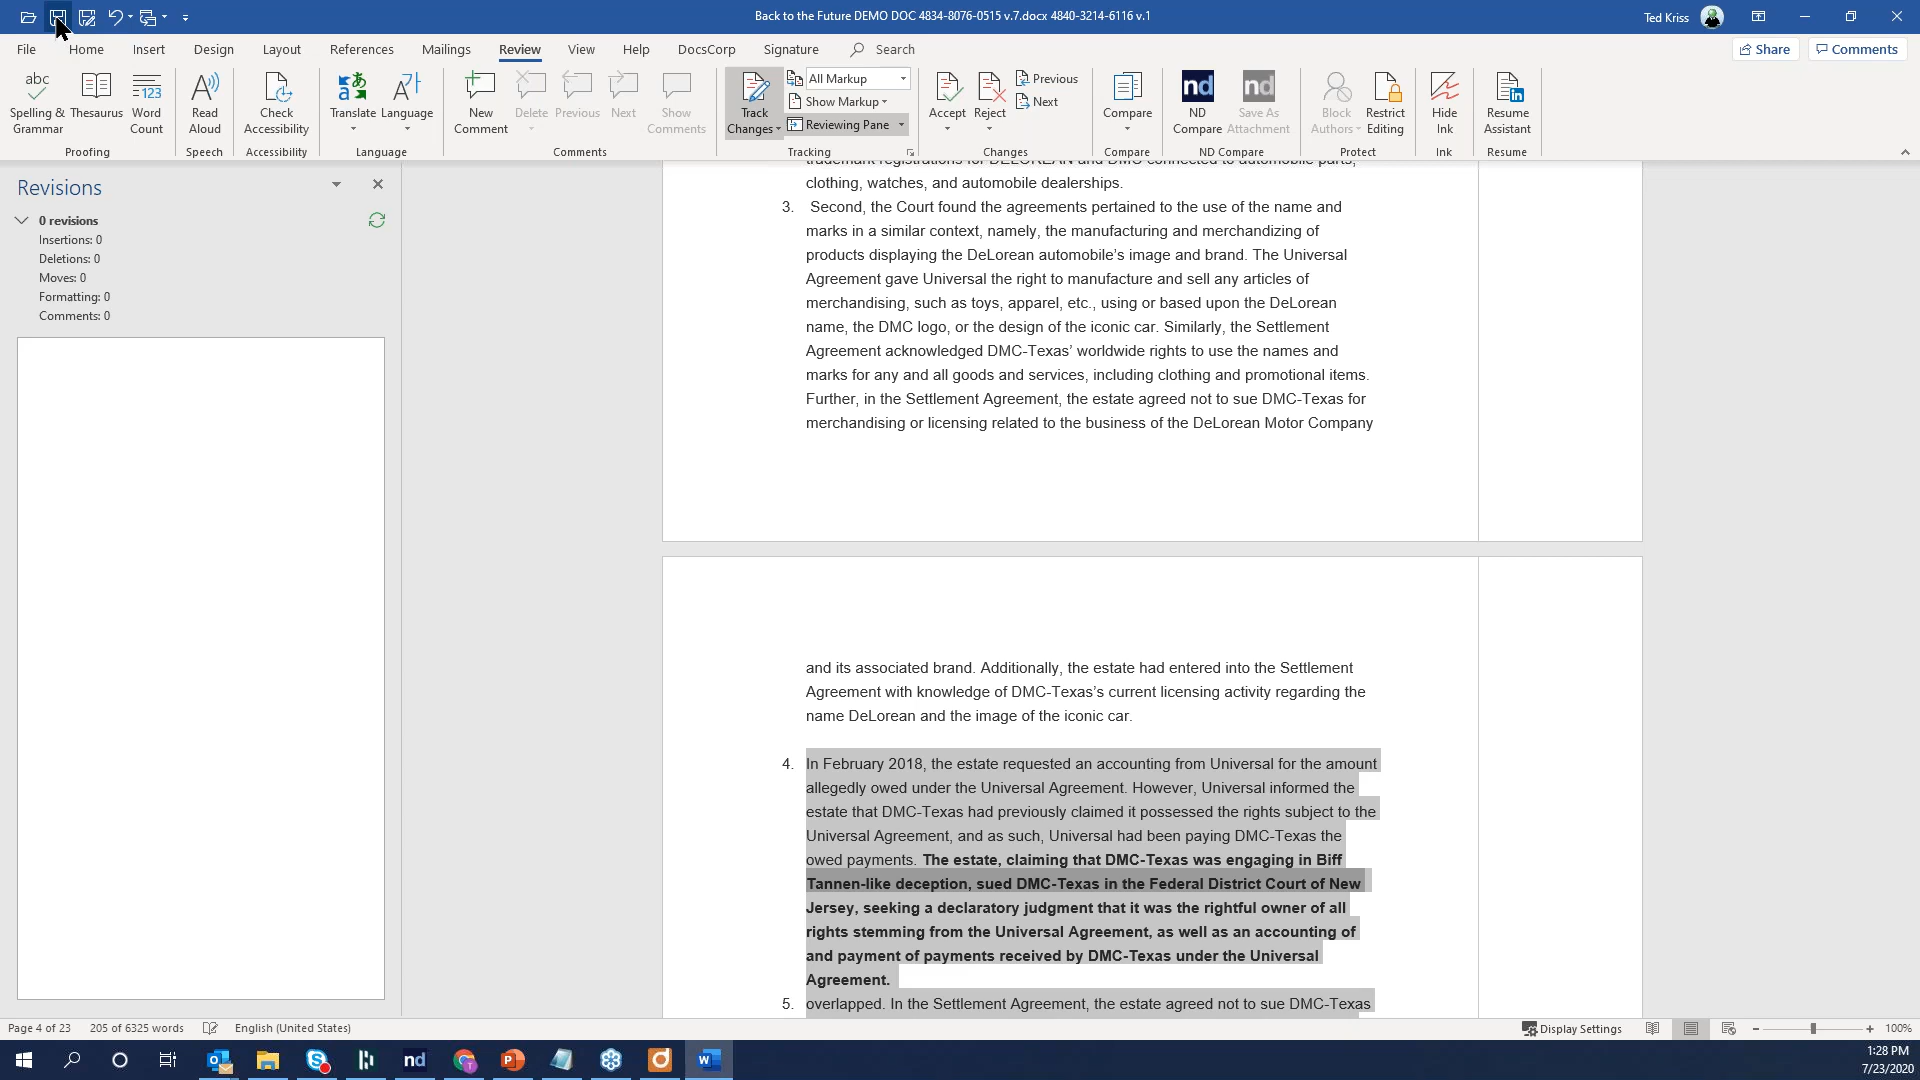 Back to the Future DEMO DOC 4834-8076-0515 v.7.docx 4840-3214-6116 v.1
Ted Kriss
File Home Insert Design Layout References Mailings Review View Help DocsCorp Signature Search
Share Comments
abc
Spelling & Grammar
Thesaurus
123
Word Count
Read Aloud
Check Accessibility
Translate
Language
New Comment
Delete
Previous
Next
Show Comments
Track Changes
All Markup
Show Markup
Reviewing Pane
Accept
Reject
Previous
Next
Compare
nd
ND Compare
nd
Save As Attachment
Block Authors
Restrict Editing
Hide Ink
Resume Assistant
Proofing Speech Accessibility Language Comments Tracking Changes Compare ND Compare Protect Ink Resume
Revisions
0 revisions
Insertions: 0
Deletions: 0
Moves: 0
Formatting: 0
Comments: 0
trademark registrations for DELOREAN and DMC connected to automobile parts,
clothing, watches, and automobile dealerships.
3. Second, the Court found the agreements pertained to the use of the name and
marks in a similar context, namely, the manufacturing and merchandizing of
products displaying the DeLorean automobile's image and brand. The Universal
Agreement gave Universal the right to manufacture and sell any articles of
merchandising, such as toys, apparel, etc., using or based upon the DeLorean
name, the DMC logo, or the design of the iconic car. Similarly, the Settlement
Agreement acknowledged DMC-Texas' worldwide rights to use the names and
marks for any and all goods and services, including clothing and promotional items.
Further, in the Settlement Agreement, the estate agreed not to sue DMC-Texas for
merchandising or licensing related to the business of the DeLorean Motor Company
and its associated brand. Additionally, the estate had entered into the Settlement
Agreement with knowledge of DMC-Texas's current licensing activity regarding the
name DeLorean and the image of the iconic car.
4. In February 2018, the estate requested an accounting from Universal for the amount
allegedly owed under the Universal Agreement. However, Universal informed the
estate that DMC-Texas had previously claimed it possessed the rights subject to the
Universal Agreement, and as such, Universal had been paying DMC-Texas the
owed payments. The estate, claiming that DMC-Texas was engaging in Biff
Tannen-like deception, sued DMC-Texas in the Federal District Court of New
Jersey, seeking a declaratory judgment that it was the rightful owner of all
rights stemming from the Universal Agreement, as well as an accounting of
and payment of payments received by DMC-Texas under the Universal
Agreement.
5. overlapped. In the Settlement Agreement, the estate agreed not to sue DMC-Texas
Page 4 of 23 205 of 6325 words English (United States)
Display Settings 100%
nd
1:28 PM
7/23/2020